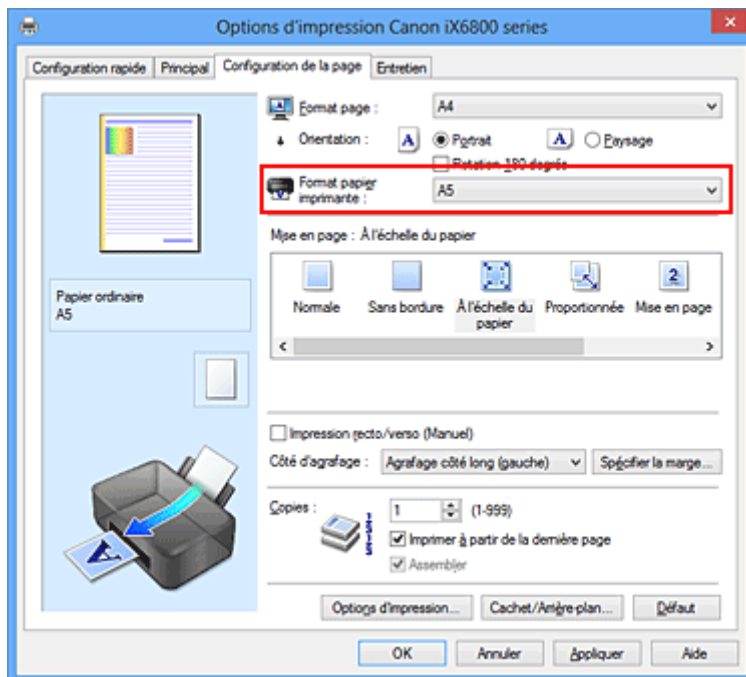 Options d'impression Canon iX6800 series
Configuration rapide
Principal
Configuration de la page
Entretien
Format page :
A4
Orientation :
A
Portrait
A
Paysage
Rotation 180 degrés
Format papier
imprimante :
A5
Mise en page : À l'échelle du papier
Normale
Sans bordure
À l'échelle du
papier
Proportionnée
2
Mise en page
Papier ordinaire
A5
Impression recto/verso (Manuel)
Côté d'agrafage :
Agrafage côté long (gauche)
Spécifier la marge...
Copies :
1
(1-999)
Imprimer à partir de la dernière page
Assembler
A
Options d'impression...
Cachet/Arrière-plan...
Défaut
OK
Annuler
Appliquer
Aide